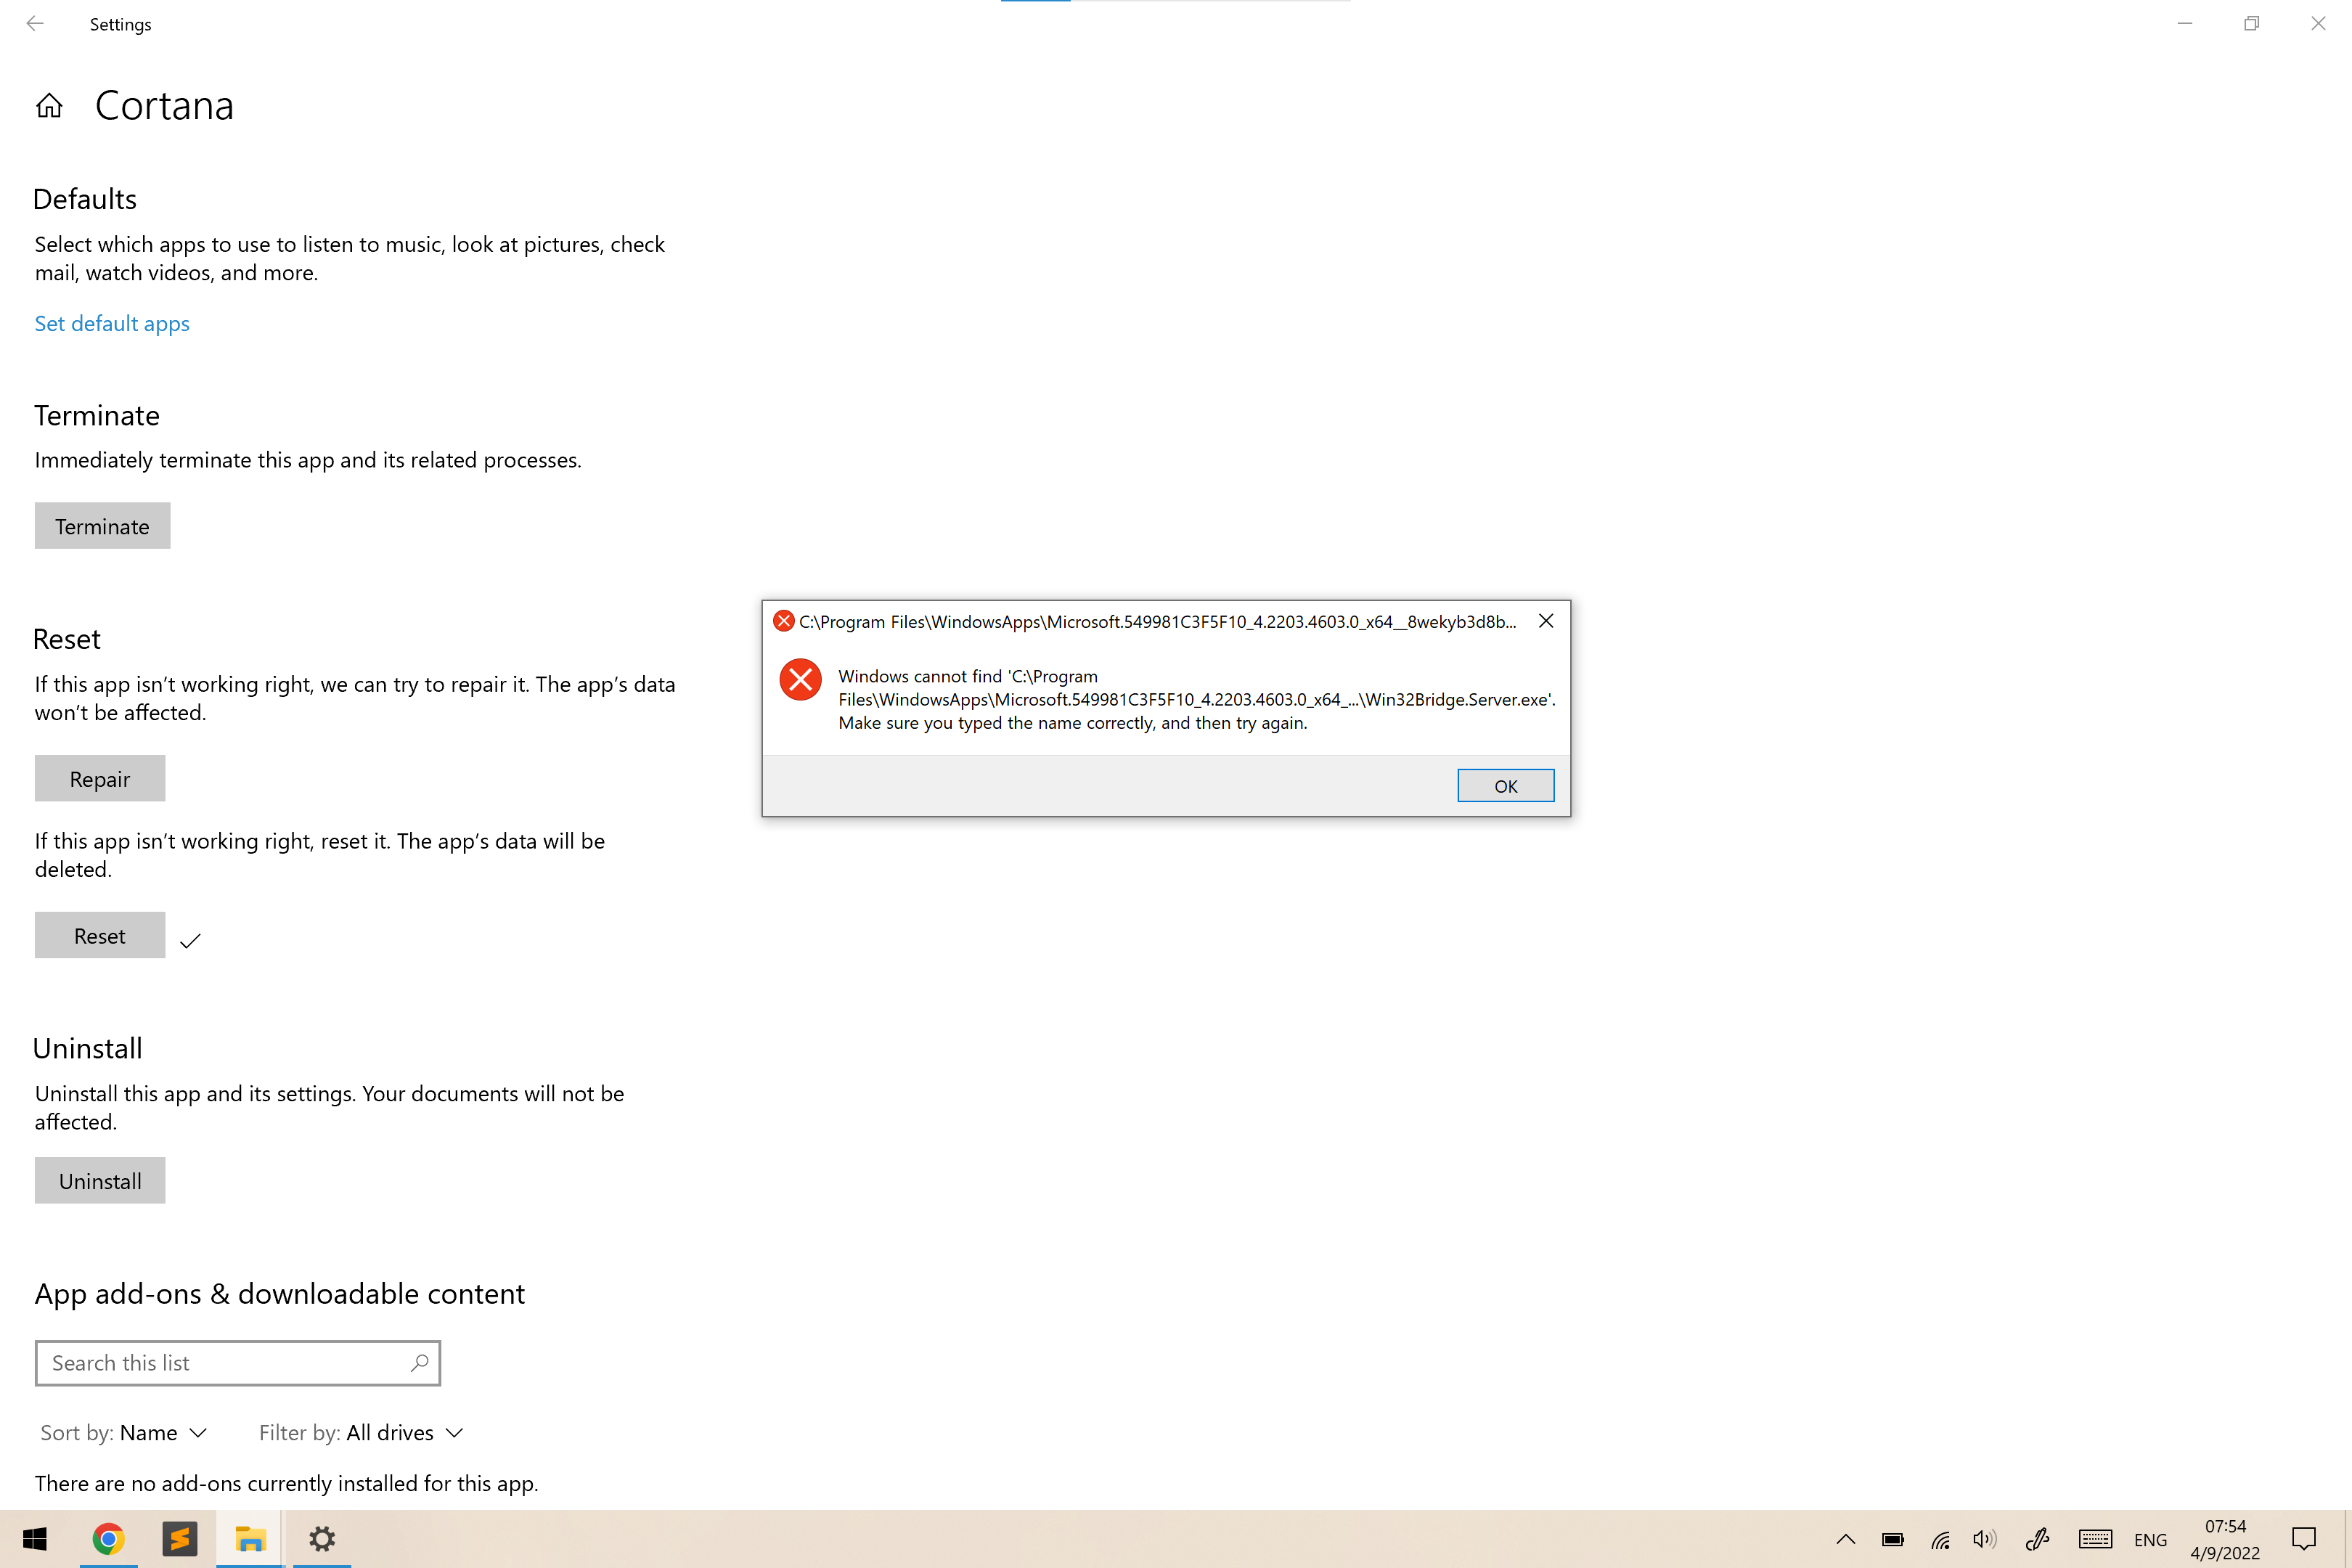 Settings
Cortana
Defaults
Select which apps to use to listen to music, look at pictures, check
mail, watch videos, and more.
Set default apps
Terminate
Immediately terminate this app and its related processes.
Terminate
Reset
If this app isn’t working right, we can try to repair it. The app’s data
won’t be affected.
Repair
If this app isn’t working right, reset it. The app’s data will be
deleted.
Reset
Uninstall
Uninstall this app and its settings. Your documents will not be
affected.
Uninstall
App add-ons & downloadable content
Search this list
Sort by: Name Filter by: All drives
There are no add-ons currently installed for this app.
C:\Program Files\WindowsApps\Microsoft.549981C3F5F10_4.2203.4603.0_x64__8wekyb3d8b...
Windows cannot find 'C:\Program
Files\WindowsApps\Microsoft.549981C3F5F10_4.2203.4603.0_x64_...\Win32Bridge.Server.exe'.
Make sure you typed the name correctly, and then try again.
OK
ENG
07:54
4/9/2022